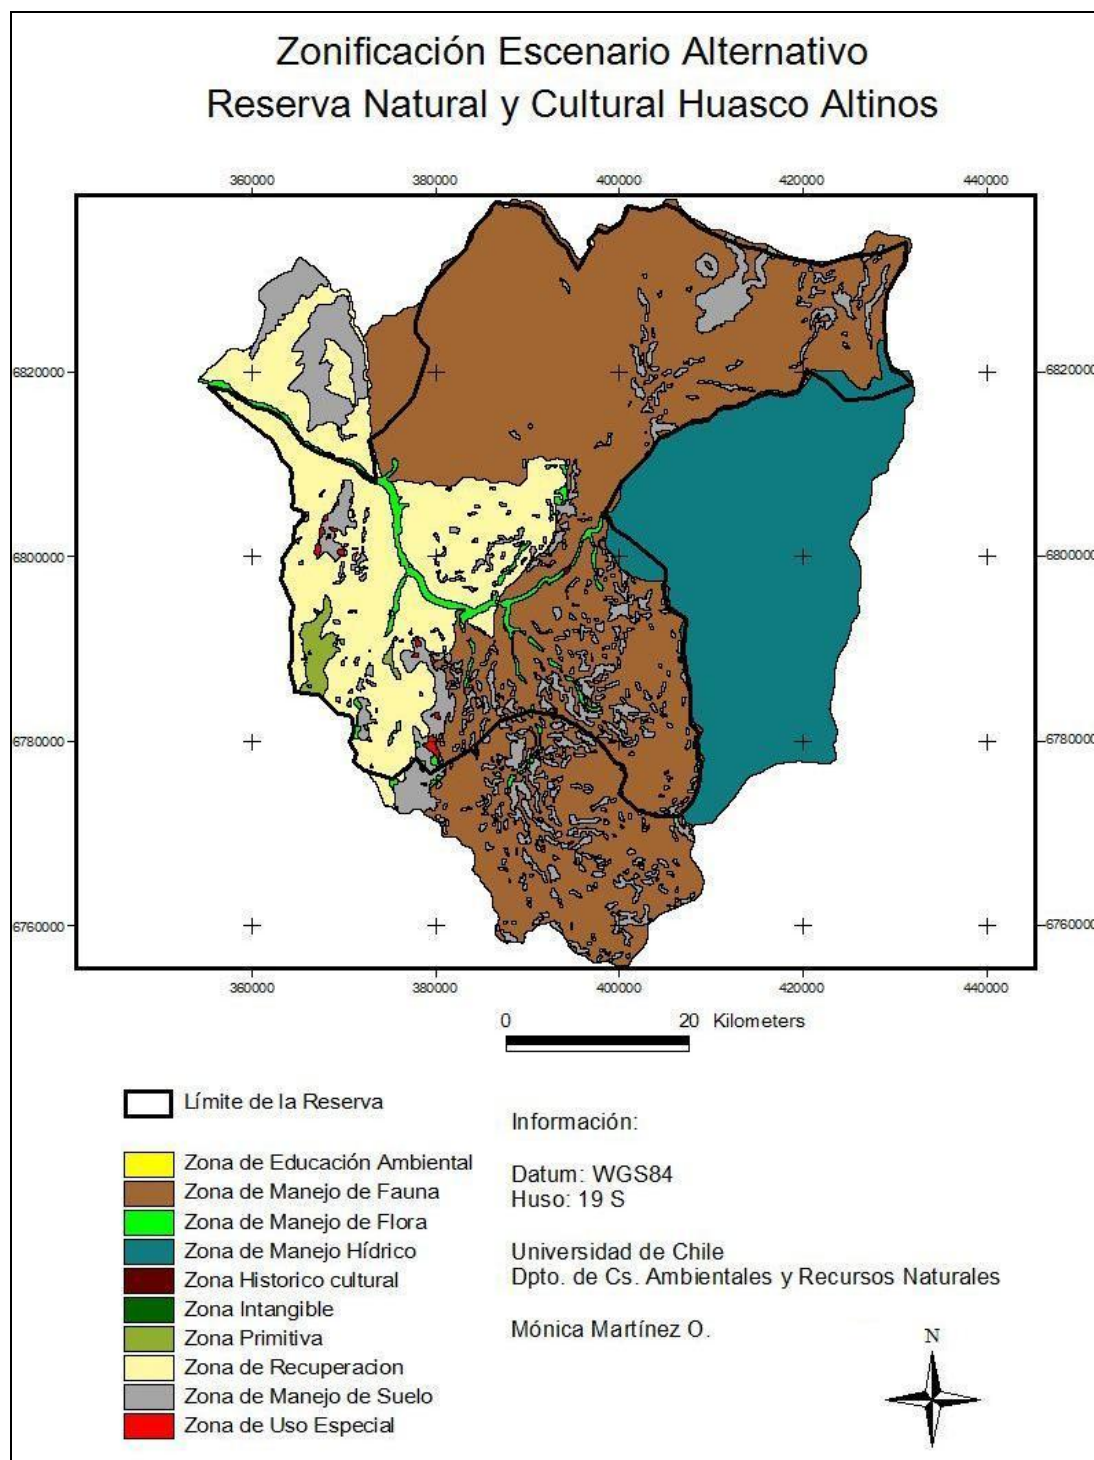 Zonificación Escenario Alternativo
Reserva Natural y Cultural Huasco Altinos
360000 380000 400000 420000 440000
6820000 6820000
6800000 6800000
6780000 6780000
6760000 6760000
360000 380000 400000 420000 440000
0 20 Kilometers
Límite de la Reserva
Zona de Educación Ambiental
Zona de Manejo de Fauna
Zona de Manejo de Flora
Zona de Manejo Hídrico
Zona Historico cultural
Zona Intangible
Zona Primitiva
Zona de Recuperacion
Zona de Manejo de Suelo
Zona de Uso Especial
Información:
Datum: WGS84
Huso: 19 S
Universidad de Chile
Dpto. de Cs. Ambientales y Recursos Naturales
Mónica Martínez O.
N